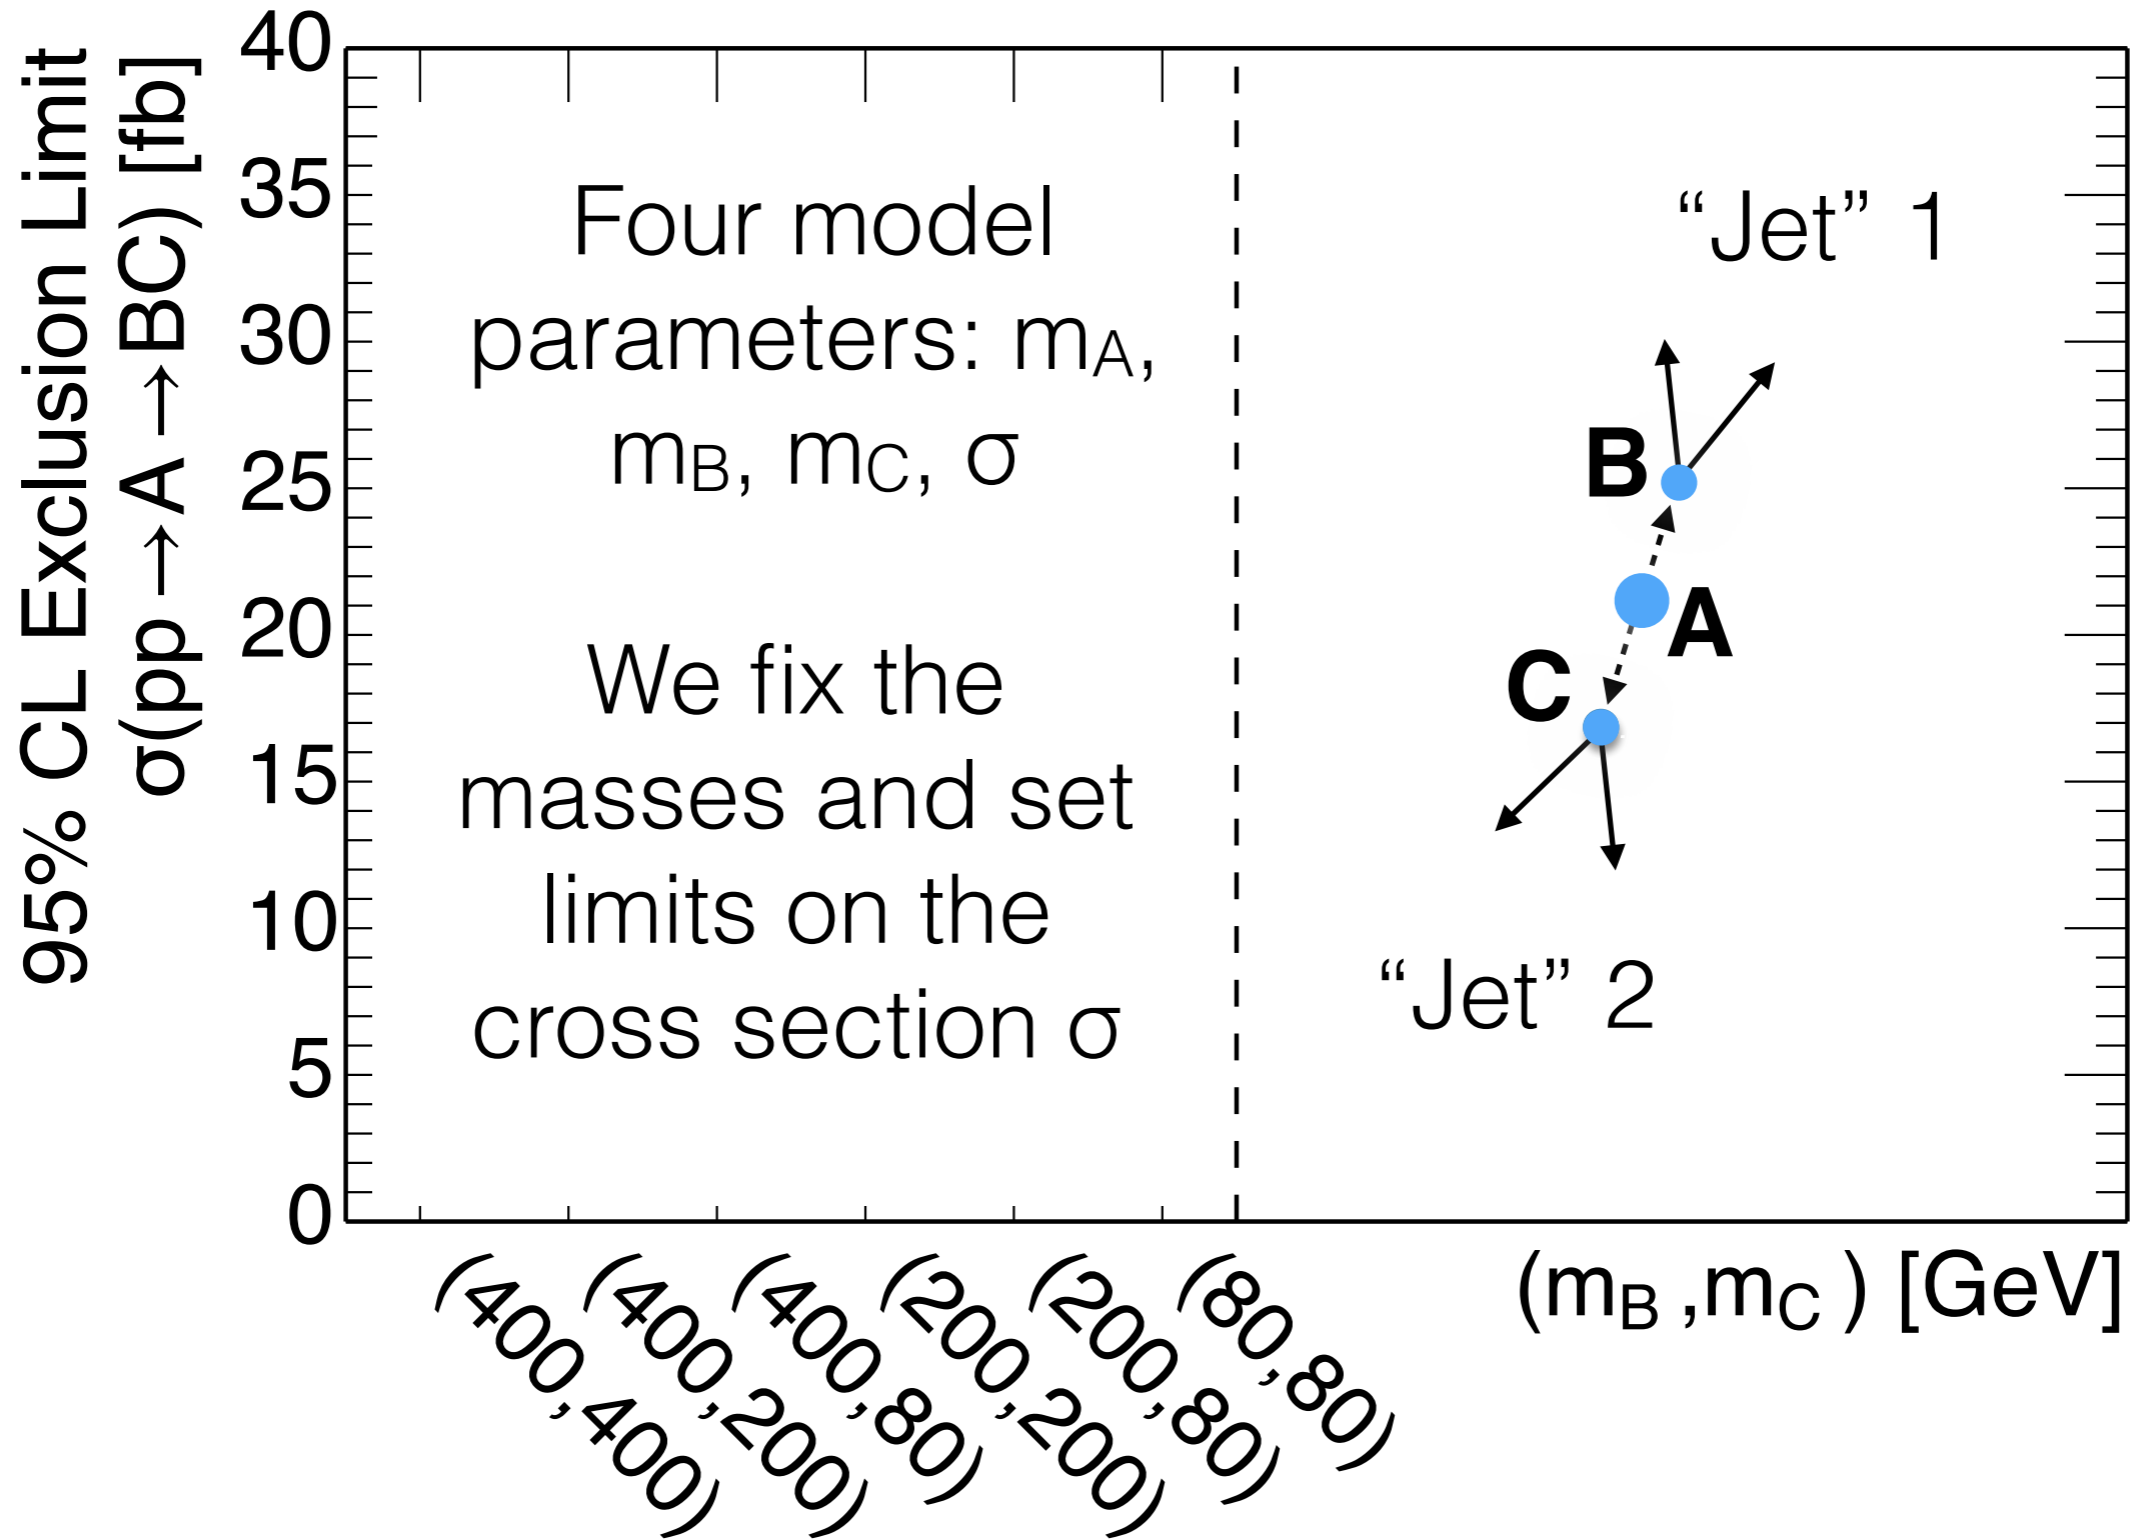 95% CL Exclusion Limit
σ(pp→A→BC) [fb]
40
35
30
25
20
15
10
5
0
Four model
parameters: mA,
mB, mC, σ
We fix the
masses and set
limits on the
cross section σ
“Jet” 1
B
A
C
“Jet” 2
(400,400)
(400,200)
(400,80)
(200,200)
(200,80)
(80,80)
(mB ,mC ) [GeV]